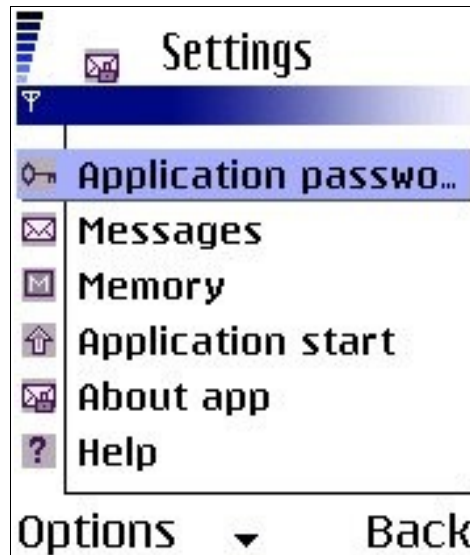 Settings
Application passwo...
Messages
Memory
Application start
About app
? Help
Options Back